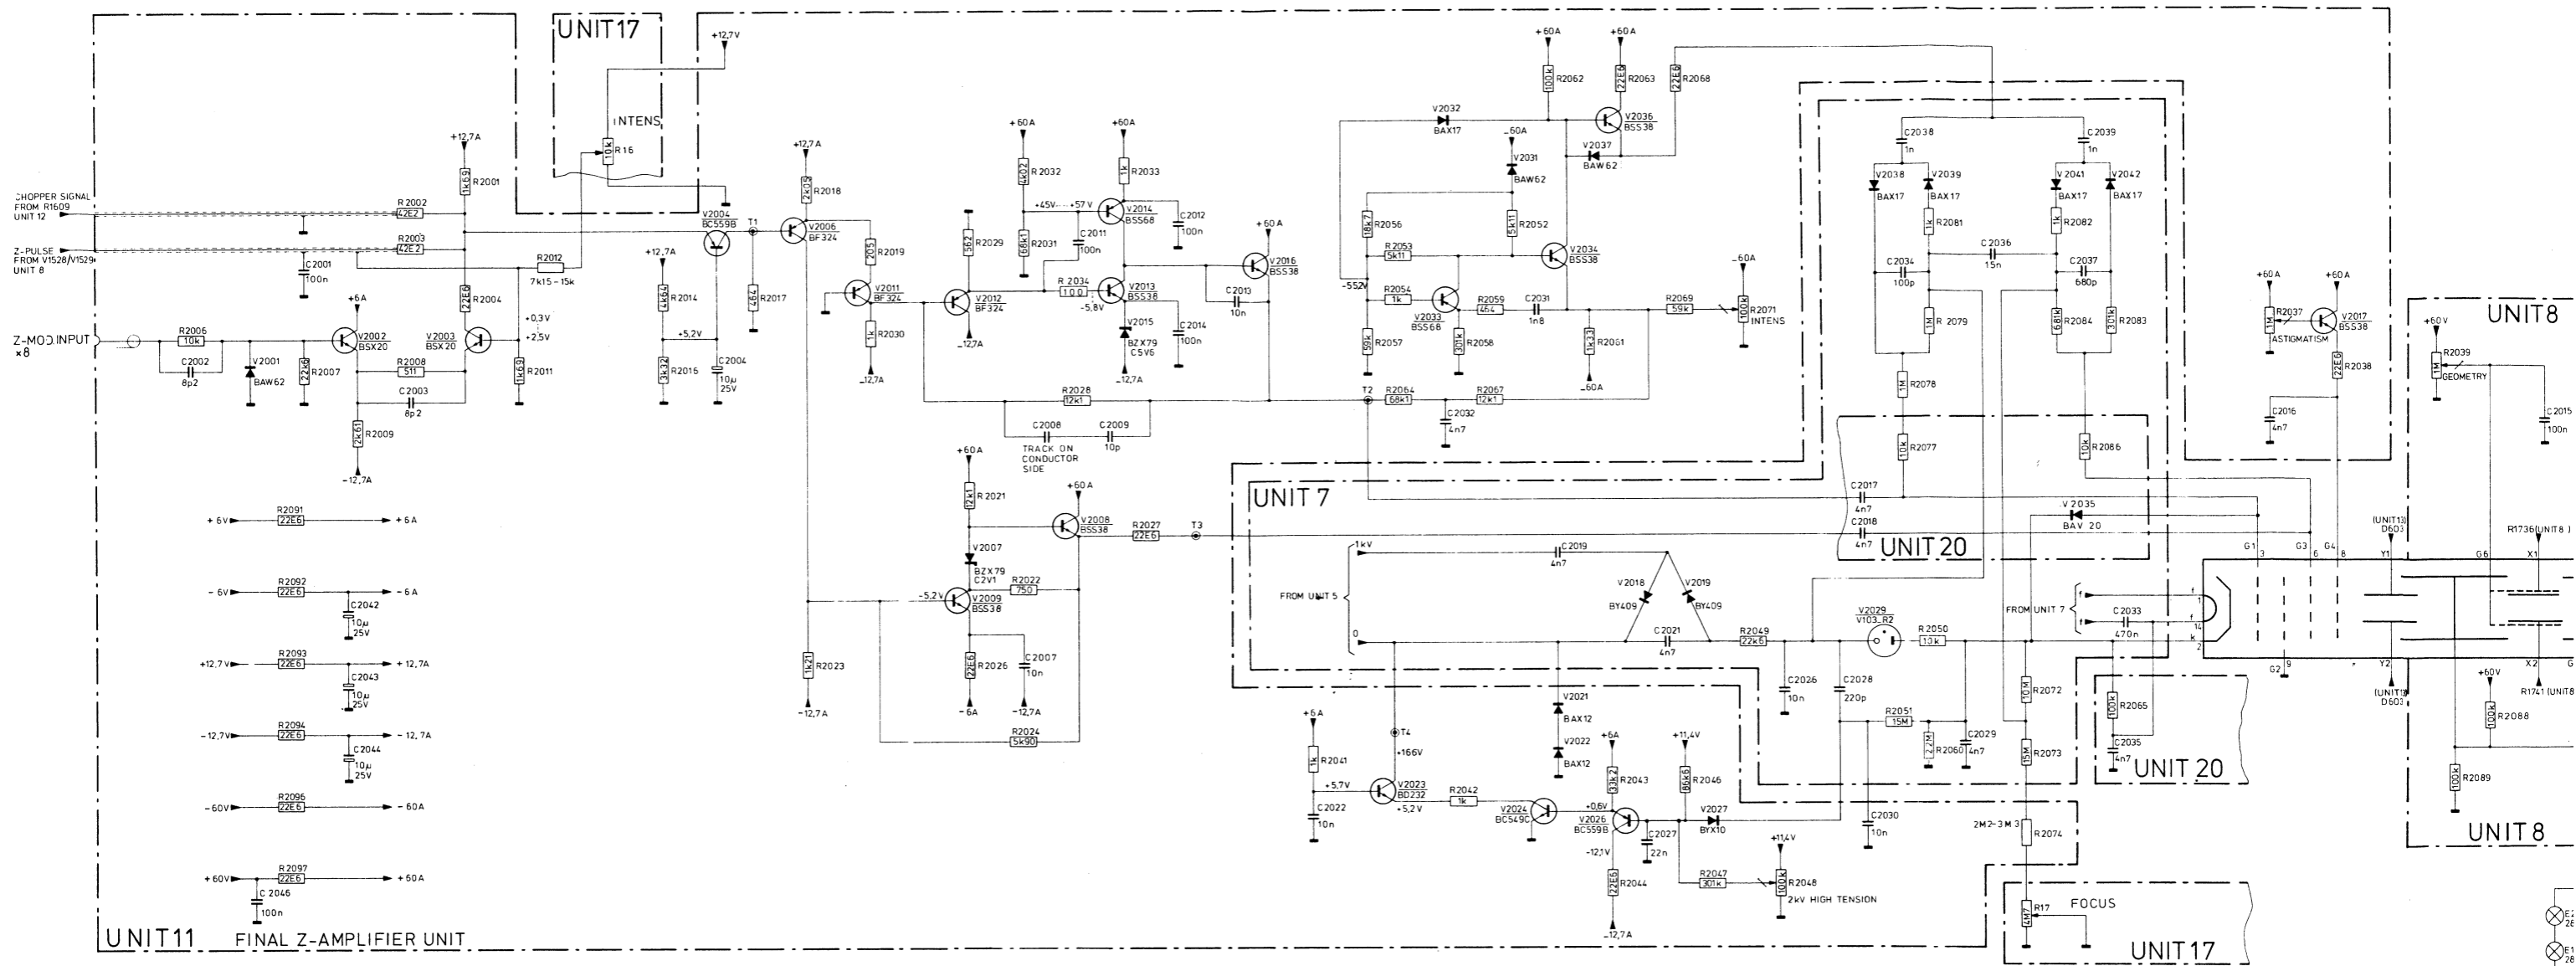 UNIT17
+12,7V
INTENS
10k
R16
+12,7A
1k69
R2001
CHOPPER SIGNAL
FROM R1609
UNIT 12
R2002
42E2
Z-PULSE
FROM V1528/V1529
UNIT 8
R2003
42E2
C2001
100n
R2012
7k15-15k
22E6
R2004
+6A
+0,3V
+2,5V
Z-MOD.INPUT
x8
R2006
10k
C2002
8p2
V2001
BAW62
22k6
R2007
V2002
BSX20
V2003
BSX20
R2008
511
C2003
8p2
1k69
R2011
2k61
R2009
-12,7A
V2004
BC559B
T1
+12,7A
4k64
R2014
+5,2V
3k32
R2016
C2004
10µ
25V
464
R2017
+12,7A
2k05
R2018
V2006
BF324
205
R2019
V2011
BF324
1k
R2030
-12,7A
562
R2029
V2012
BF324
-12,7A
+60A
4k02
R2032
+45V....+57V
68k1
R2031
C2011
100n
R2034
100
-5,8V
+60A
1k
R2033
V2014
BSS68
C2012
100n
V2013
BSS38
V2015
BZX79
C5V6
-12,7A
C2014
100n
+60A
V2016
BSS38
C2013
10n
R2028
12k1
C2008
TRACK ON
CONDUCTOR
SIDE
C2009
10p
+60A
12k1
R2021
+60A
V2008
BSS38
R2027
22E6
T3
V2007
BZX79
C2V1
-5,2V
V2009
BSS38
R2022
750
22E6
R2026
-6A
C2007
10n
-12,7A
1k21
R2023
-12,7A
R2024
5k90
+6V
R2091
22E6
+6A
-6V
R2092
22E6
-6A
C2042
10µ
25V
+12,7V
R2093
22E6
+12,7A
C2043
10µ
25V
-12,7V
R2094
22E6
-12,7A
C2044
10µ
25V
-60V
R2096
22E6
-60A
+60V
R2097
22E6
+60A
C2046
100n
UNIT11
FINAL Z-AMPLIFIER UNIT
+60A
100k
R2062
+60A
22E6
R2063
22E6
R2068
V2032
BAX17
V2036
BSS38
V2037
BAW62
-60A
V2031
BAW62
18k7
R2056
R2053
5k11
5k11
R2052
V2034
BSS38
-55,2V
R2054
1k
V2033
BSS68
R2059
464
C2031
1n8
59k
R2057
301k
R2058
1k33
R2061
-60A
R2069
59k
-60A
100k
R2071
INTENS
T2
R2064
68k1
R2067
12k1
C2032
4n7
C2038
1n
C2039
1n
V2038
BAX17
V2039
BAX17
V2041
BAX17
V2042
BAX17
1k
R2081
1k
R2082
C2036
15n
C2034
100p
C2037
680p
1M
R2079
681k
R2084
301k
R2083
1M
R2078
10k
R2077
10k
R2086
C2017
4n7
C2018
4n7
V2035
BAV 20
UNIT20
UNIT 7
1kV
FROM UNIT 5
0
C2019
4n7
V2018
BY409
V2019
BY409
C2021
4n7
R2049
22k6
V2029
V103_R2
R2050
10k
C2026
10n
C2028
220p
R2051
15M
2,2M
R2060
C2029
4n7
10M
R2072
15M
R2073
V2021
BAX12
V2022
BAX12
T4
+166V
+6A
1k
R2041
+5,7V
V2023
BD232
+5,2V
C2022
10n
R2042
1k
V2024
BC549C
+6A
33k2
R2043
+0,6V
V2026
BC559B
-12,1V
22E6
R2044
-12,7A
+11,4V
86k6
R2046
V2027
BYX10
C2027
22n
R2047
301k
+11,4V
100k
R2048
2kV HIGH TENSION
C2030
10n
2M2-3M3
R2074
FOCUS
4M7
R17
UNIT17
100k
R2065
C2035
4n7
UNIT 20
FROM UNIT 7
f
f
C2033
470n
1
14
k
2
G1
3
G3
6
G4
8
9
G2
+60A
1M
R2037
ASTIGMATISM
+60A
V2017
BSS38
22E6
R2038
C2016
4n7
UNIT8
+60V
1M
R2039
GEOMETRY
C2015
100n
D603
Y1
G6
R1736(UNIT8)
X1
Y2
D603
X2
R1741 (UNIT8
+60V
100k
R2088
100k
R2089
UNIT8